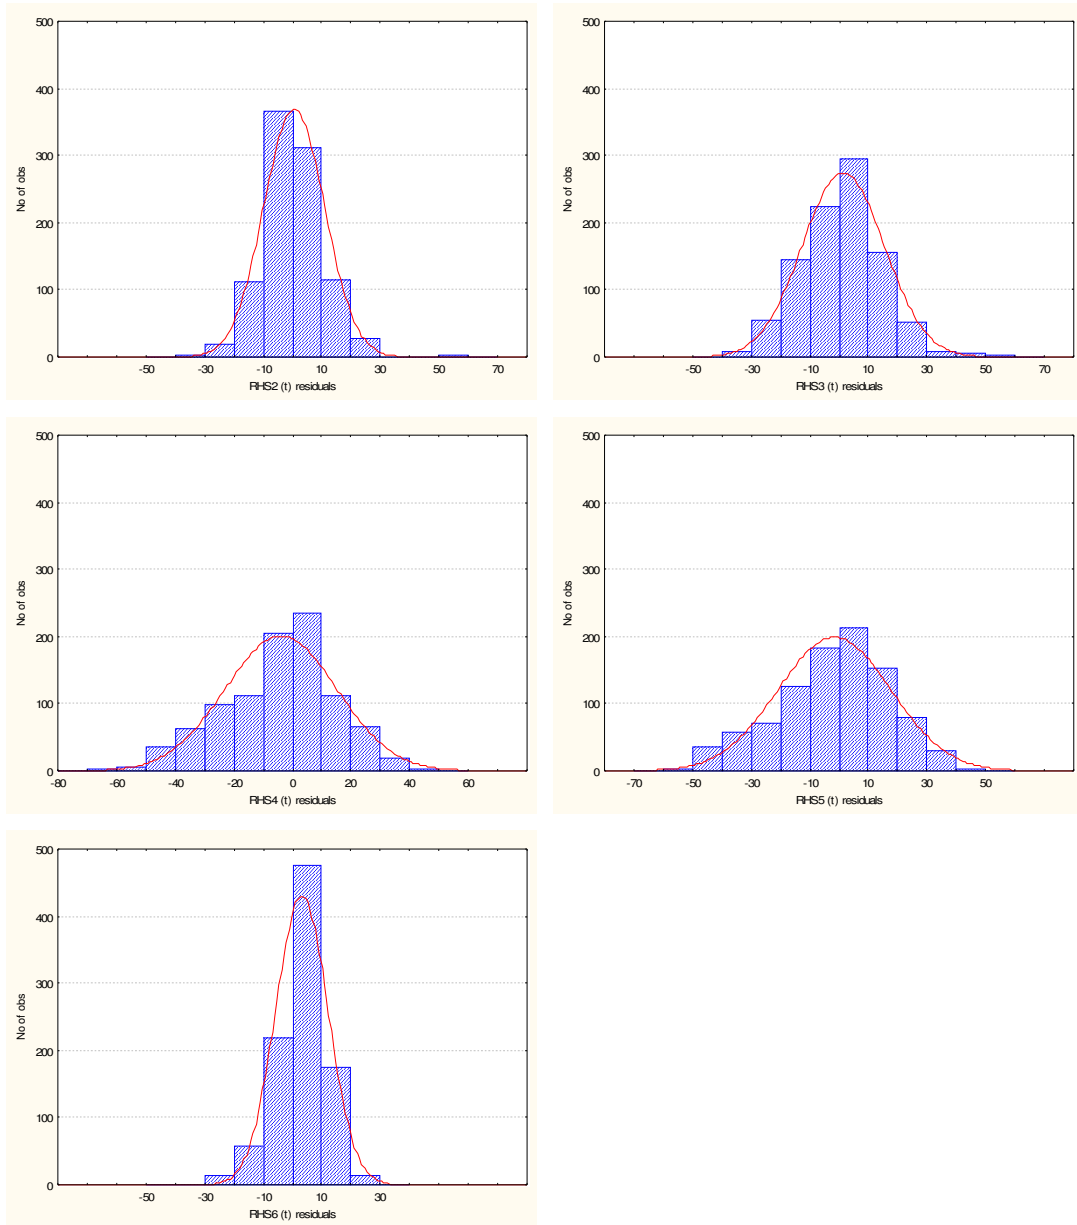 500
400
300
200
100
0
No of obs
-50 -30 -10 10 30 50 70
RHS2 (t) residuals
500
400
300
200
100
0
No of obs
-50 -30 -10 10 30 50 70
RHS3 (t) residuals
500
400
300
200
100
0
No of obs
-80 -60 -40 -20 0 20 40 60
RHS4 (t) residuals
500
400
300
200
100
0
No of obs
-70 -50 -30 -10 10 30 50
RHS5 (t) residuals
500
400
300
200
100
0
No of obs
-50 -30 -10 10 30
RHS6 (t) residuals